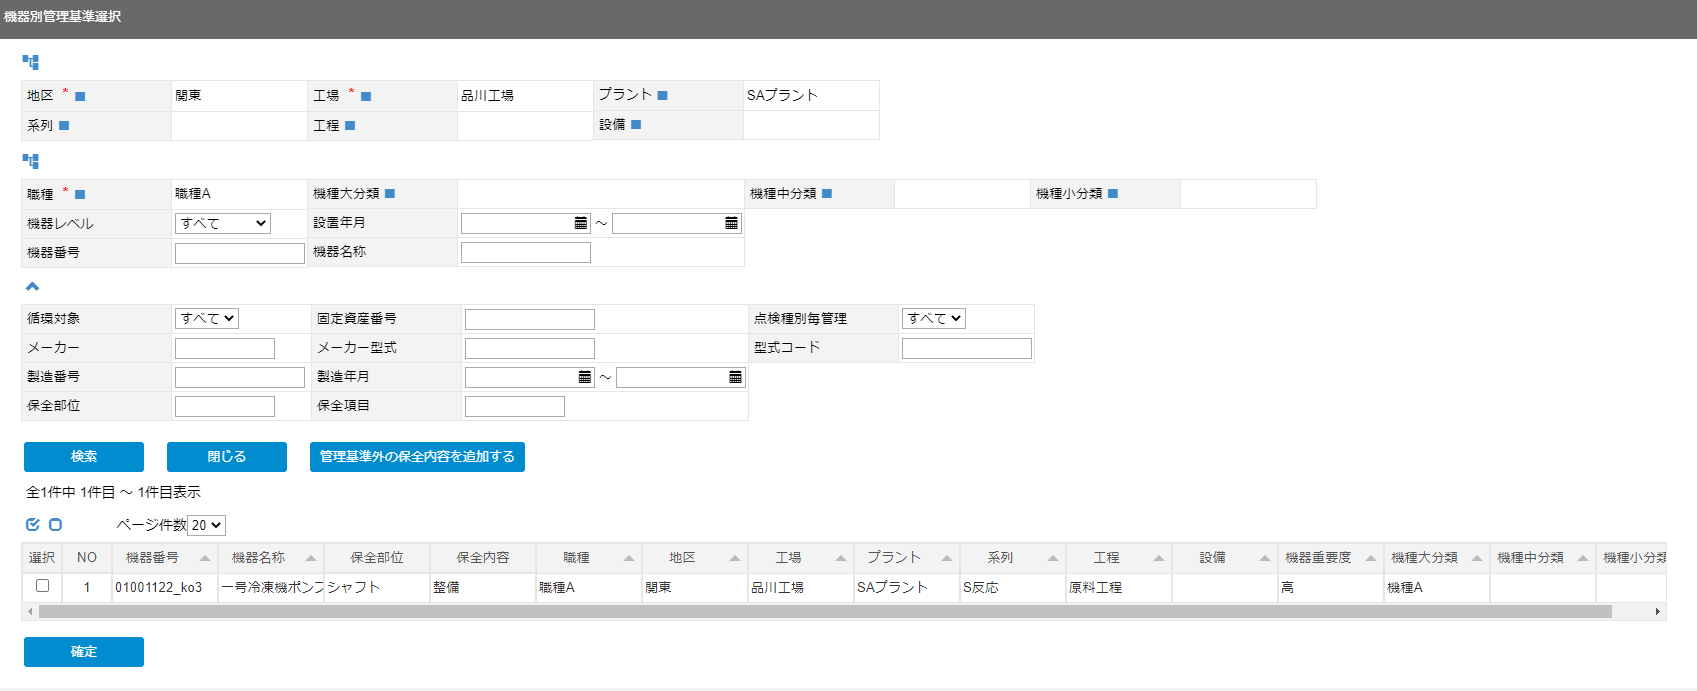 機器別管理基準選択
地区 * 関東 工場 * 品川工場 プラント SAプラント
系列 工程 設備
職種 * 職種A 機種大分類 機種中分類 機種小分類
機器レベル すべて 設置年月 ～
機器番号 機器名称
循環対象 すべて 固定資産番号 点検種別毎管理 すべて
メーカー メーカー型式 型式コード
製造番号 製造年月 ～
保全部位 保全項目
検索 閉じる 管理基準外の保全内容を追加する
全1件中 1件目 ～ 1件目表示
ページ件数 20
選択 NO 機器番号 機器名称 保全部位 保全内容 職種 地区 工場 プラント 系列 工程 設備 機器重要度 機種大分類 機種中分類 機種小分類
1 01001122_ko3 一号冷凍機ポンプ シャフト 整備 職種A 関東 品川工場 SAプラント S反応 原料工程 高 機種A
確定